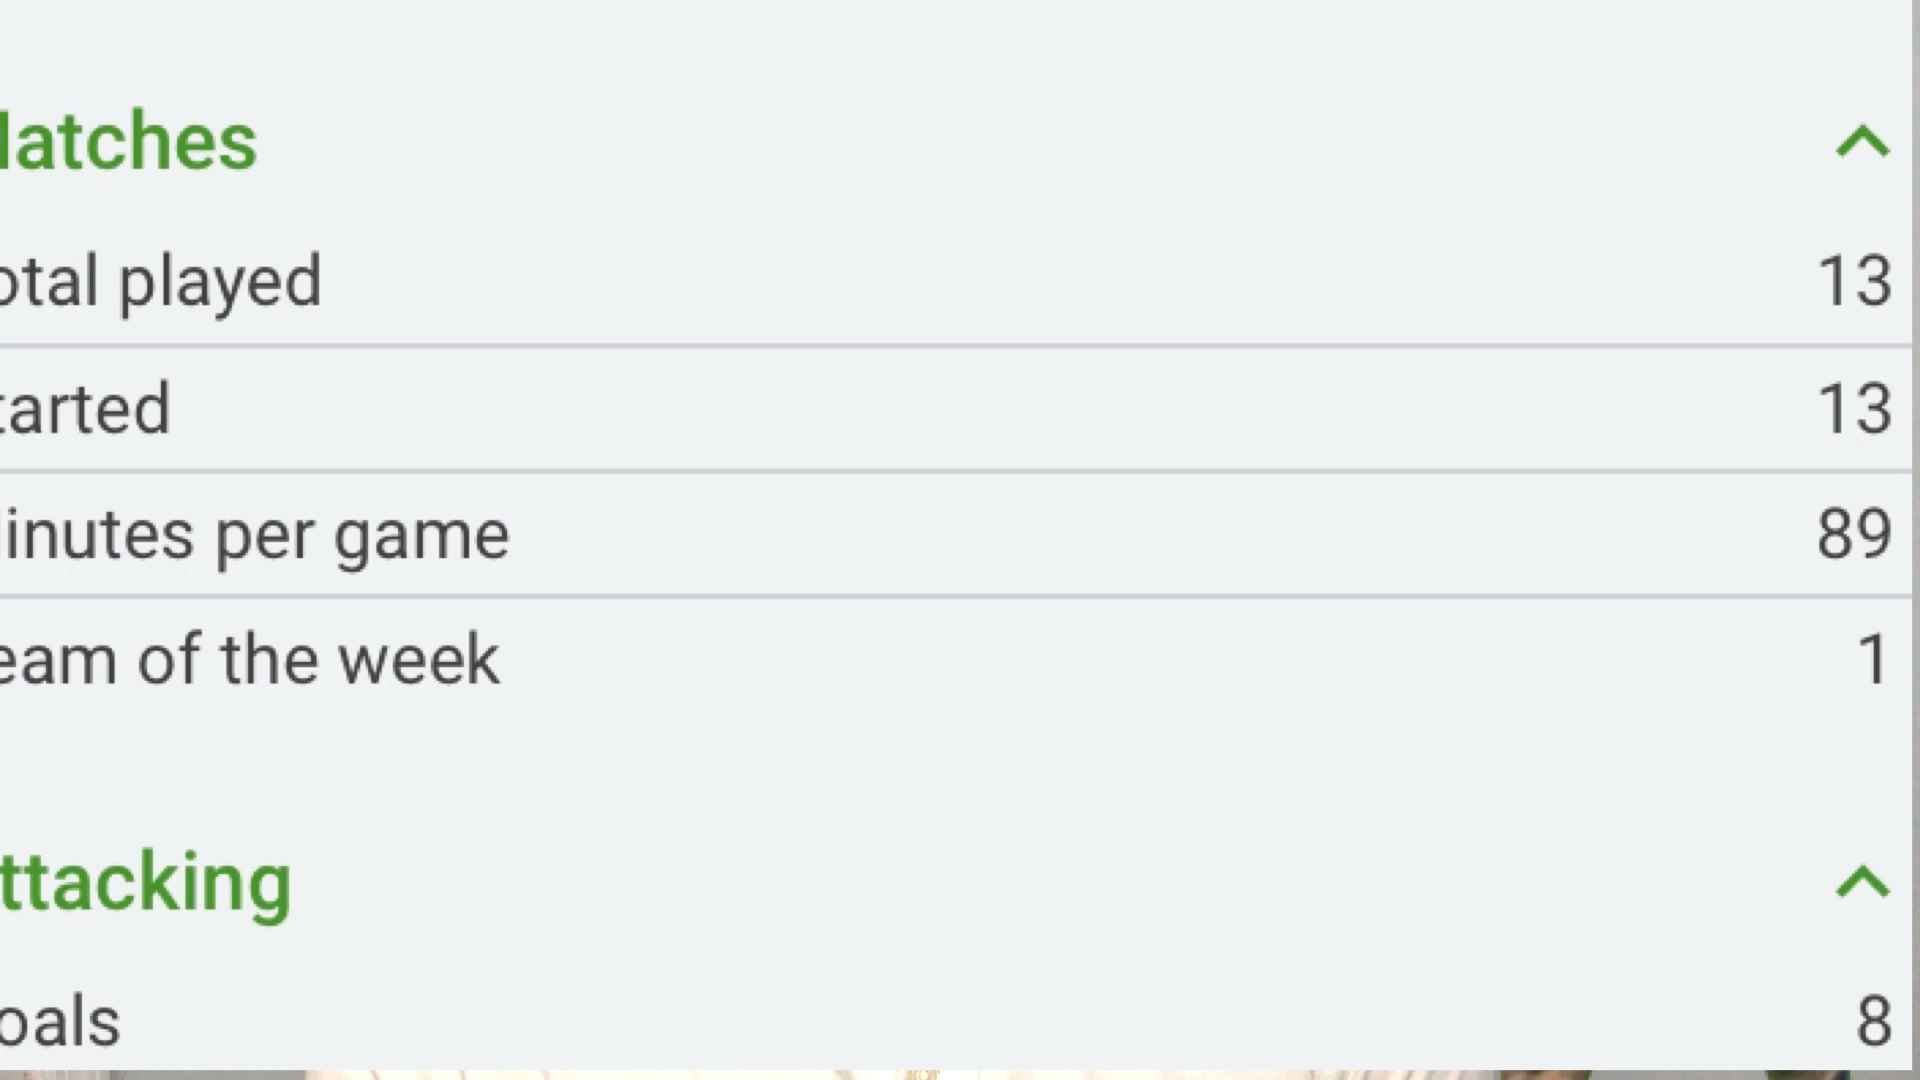 latches
otal played 13
tarted 13
inutes per game 89
eam of the week 1
ttacking
oals 8